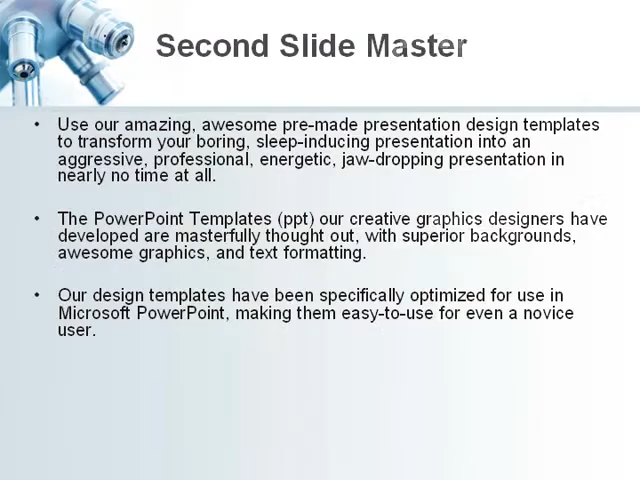 Second Slide Master
• Use our amazing, awesome pre-made presentation design templates
to transform your boring, sleep-inducing presentation into an
aggressive, professional, energetic, jaw-dropping presentation in
nearly no time at all.
• The PowerPoint Templates (ppt) our creative graphics designers have
developed are masterfully thought out, with superior backgrounds,
awesome graphics, and text formatting.
• Our design templates have been specifically optimized for use in
Microsoft PowerPoint, making them easy-to-use for even a novice
user.